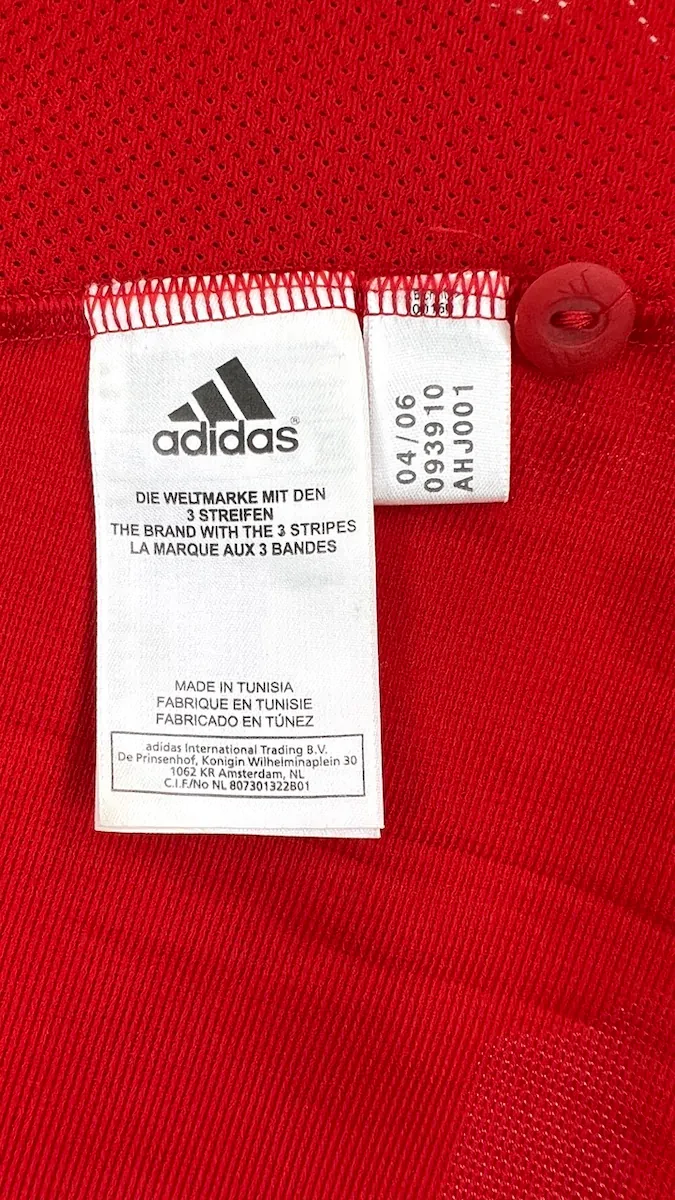 adidas®
DIE WELTMARKE MIT DEN
3 STREIFEN
THE BRAND WITH THE 3 STRIPES
LA MARQUE AUX 3 BANDES
MADE IN TUNISIA
FABRIQUE EN TUNISIE
FABRICADO EN TÚNEZ
adidas International Trading B.V.
De Prinsenhof, Konigin Wilhelminaplein 30
1062 KR Amsterdam, NL
C.I.F/No NL 807301322B01
04/06
093910
AHJ001